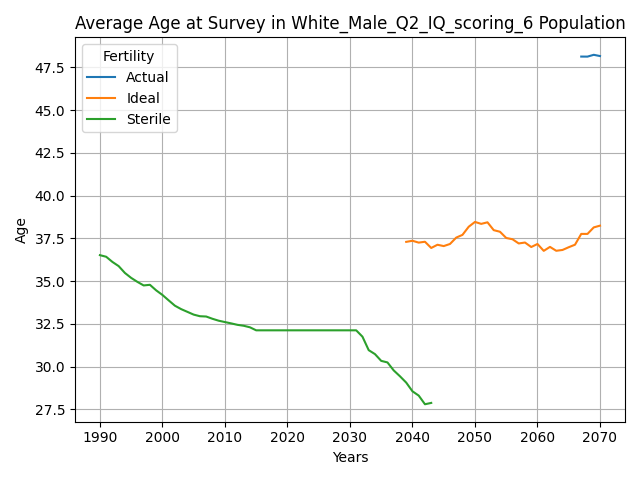 Average Age at Survey in White_Male_Q2_IQ_scoring_6 Population
Fertility
Actual
Ideal
Sterile
47.5
45.0
42.5
40.0
37.5
35.0
32.5
30.0
27.5
Age
1990 2000 2010 2020 2030 2040 2050 2060 2070
Years